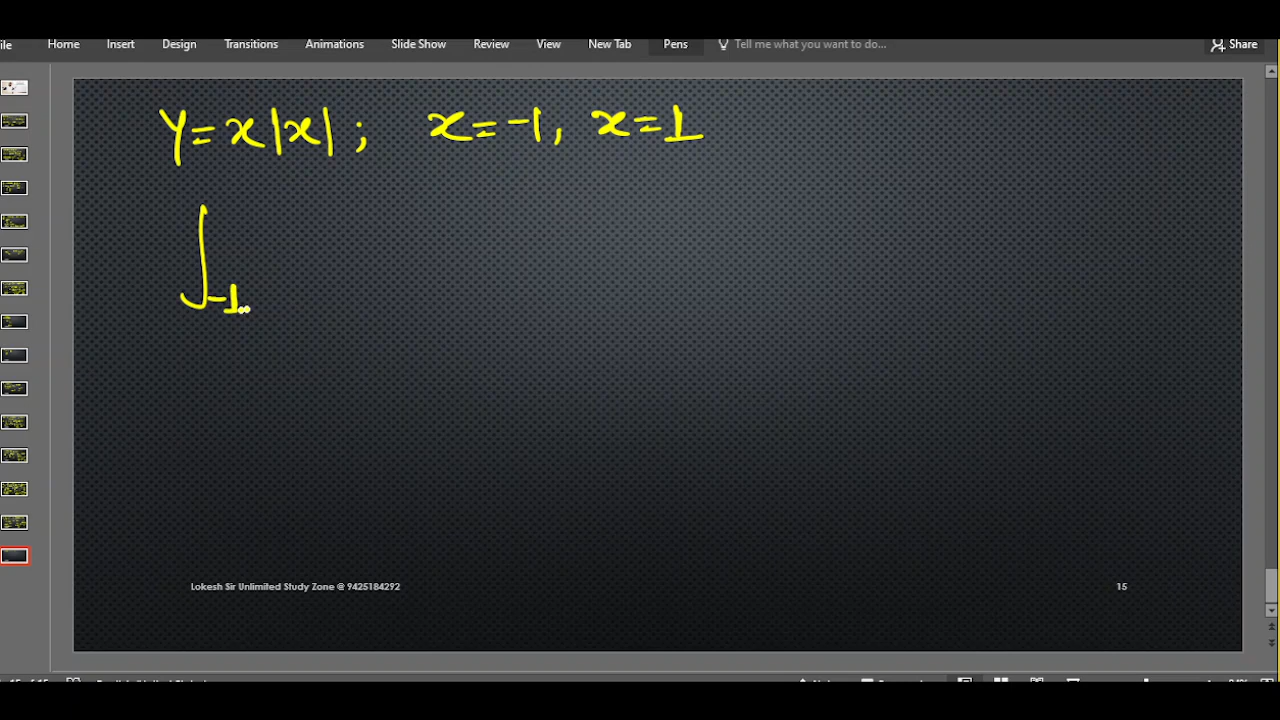 ile Home Insert Design Transitions Animations Slide Show Review View New Tab Pens Tell me what you want to do... Share
Y = x|x| ; x = -1, x = 1
∫-1
Lokesh Sir Unlimited Study Zone @ 9425184292 15